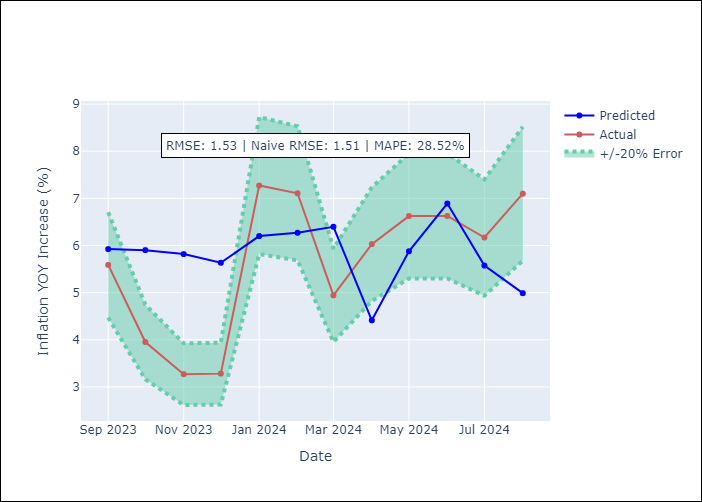 Predicted
Actual
+/-20% Error
RMSE: 1.53 | Naive RMSE: 1.51 | MAPE: 28.52%
Inflation YOY Increase (%)
9
8
7
6
5
4
3
Sep 2023 Nov 2023 Jan 2024 Mar 2024 May 2024 Jul 2024
Date